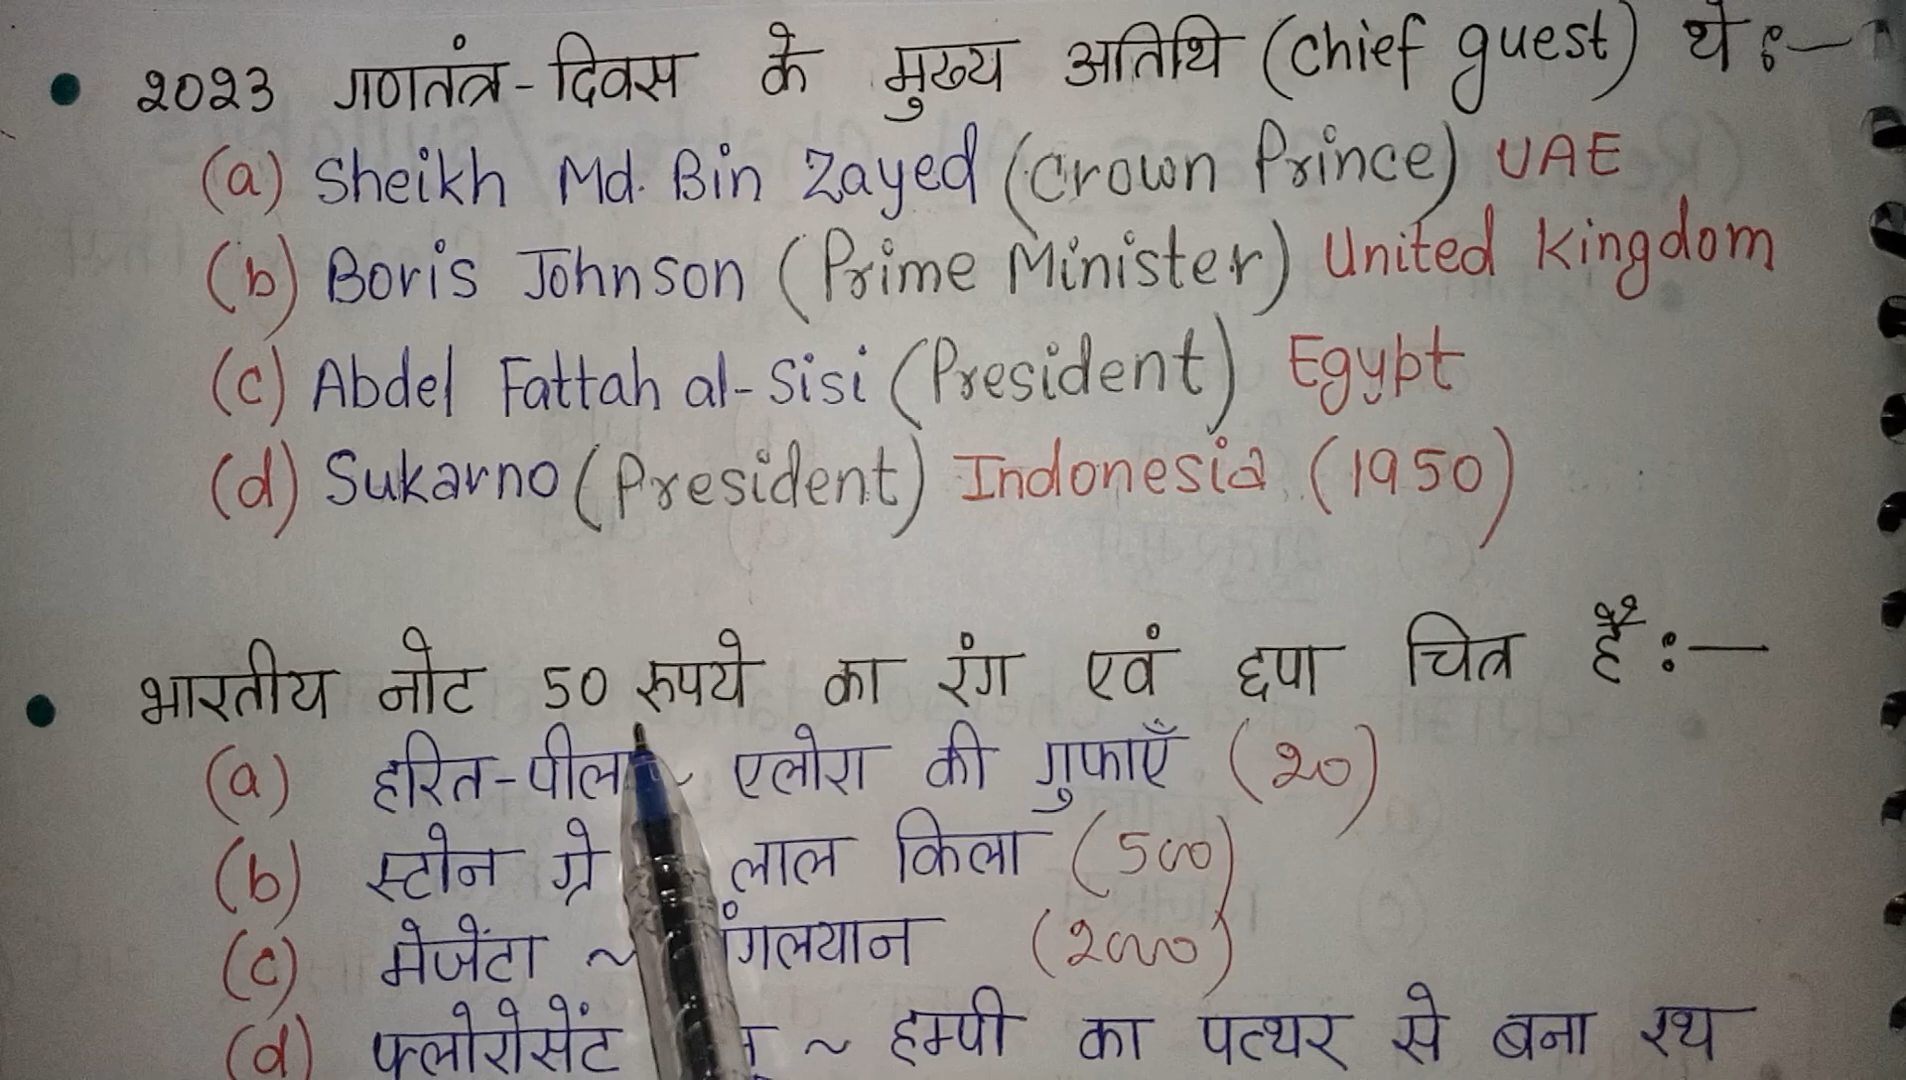 २०२३ गणतंत्र-दिवस के मुख्य अतिथि (Chief guest) थे :—
(a) Sheikh Md. Bin Zayed (Crown Prince) UAE
(b) Boris Johnson (Prime Minister) United Kingdom
(c) Abdel Fattah al-Sisi (President) Egypt
(d) Sukarno (President) Indonesia (1950)
भारतीय नोट 50 रुपये का रंग एवं छपा चित्र हैं :—
(a) हरित-पीला ~ एलोरा की गुफाएँ (20)
(b) स्टोन ग्रे लाल किला (500)
(c) मेजेंटा ~ (2000)
(d) फ्लोरोसेंट ~ हम्पी का पत्थर से बना रथ